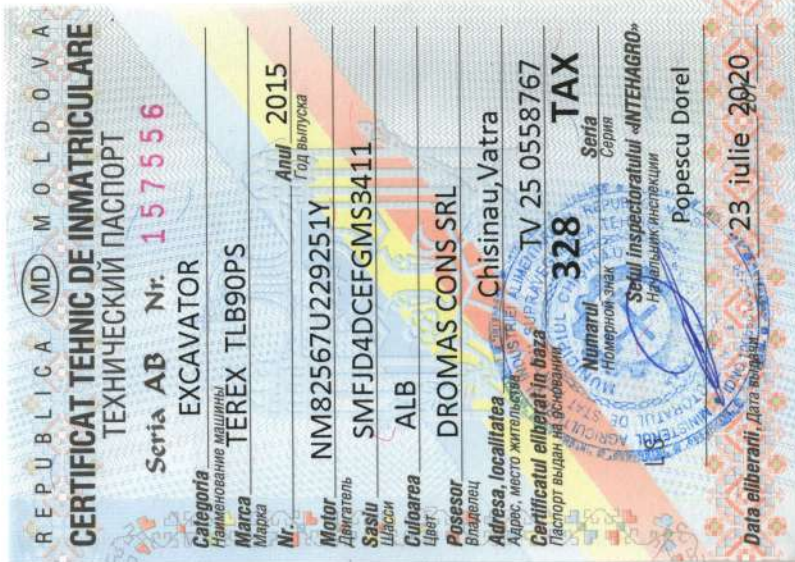 REPUBLICA MD MOLDOVA
CERTIFICAT TEHNIC DE INMATRICULARE
ТЕХНИЧЕСКИЙ ПАСПОРТ
Seria AB Nr. 157556
Categoria EXCAVATOR
Наименование машины
Marca TEREX TLB90PS
Марка
Nr. Anul 2015
Год выпуска
Motor NM82567U229251Y
Двигатель
Sasiu SMFJD4DCEFGMS3411
Шасси
Culoarea ALB
Цвет
Posesor DROMAS CONS SRL
Владелец
Adresa, localitatea Chisinau,Vatra
Адрес, место жительства
Certificatul eliberat in baza TV 25 0558767
Паспорт выдан на основании
328 TAX
Numarul Seria
Номерной знак Серия
Seful inspectoratului «INTEHAGRO»
Начальник инспекции
Popescu Dorel
Data eliberarii, Дата выдачи 23 iulie 2020